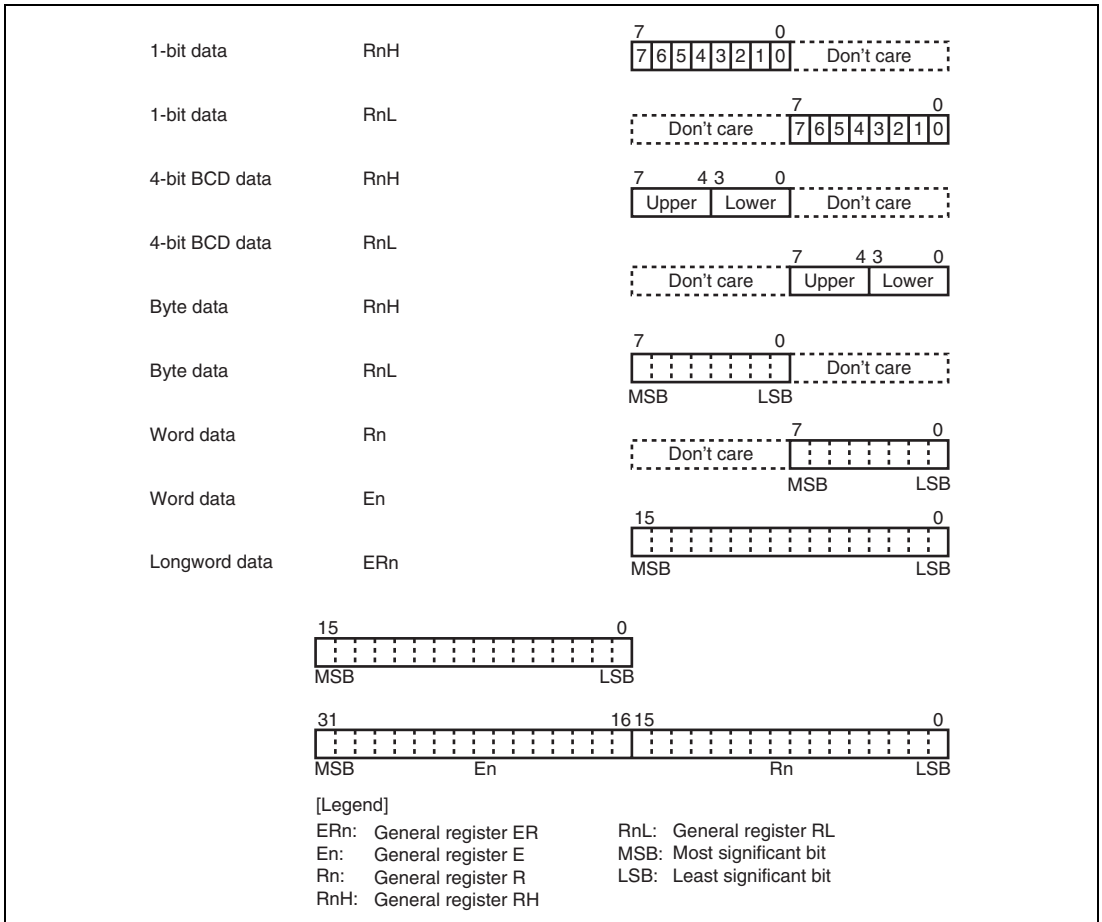 7 0
1-bit data RnH 7 6 5 4 3 2 1 0 Don't care
7 0
1-bit data RnL Don't care 7 6 5 4 3 2 1 0
4-bit BCD data RnH 7 4 3 0
Upper Lower Don't care
4-bit BCD data RnL
7 4 3 0
Don't care Upper Lower
Byte data RnH
7 0
Byte data RnL Don't care
MSB LSB
Word data Rn 7 0
Don't care
MSB LSB
Word data En
15 0
Longword data ERn MSB LSB
15 0
MSB LSB
31 16 15 0
MSB En Rn LSB
[Legend]
ERn: General register ER RnL: General register RL
En: General register E MSB: Most significant bit
Rn: General register R LSB: Least significant bit
RnH: General register RH